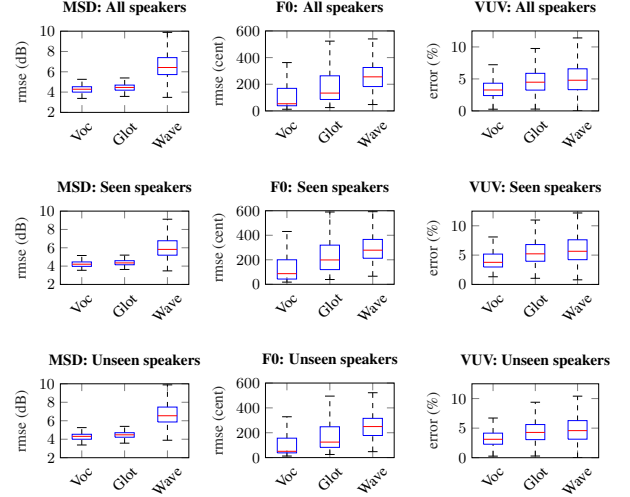 MSD: All speakers
rmse (dB)
10
8
6
4
2
Voc Glot Wave
F0: All speakers
rmse (cent)
600
400
200
0
Voc Glot Wave
VUV: All speakers
error (%)
10
5
0
Voc Glot Wave
MSD: Seen speakers
rmse (dB)
10
8
6
4
2
Voc Glot Wave
F0: Seen speakers
rmse (cent)
600
400
200
0
Voc Glot Wave
VUV: Seen speakers
error (%)
10
5
0
Voc Glot Wave
MSD: Unseen speakers
rmse (dB)
10
8
6
4
2
Voc Glot Wave
F0: Unseen speakers
rmse (cent)
600
400
200
0
Voc Glot Wave
VUV: Unseen speakers
error (%)
10
5
0
Voc Glot Wave